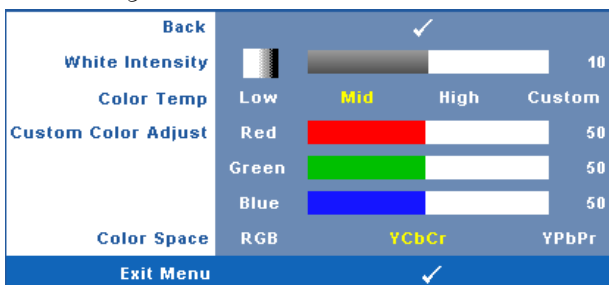 Back
White Intensity 10
Color Temp Low Mid High Custom
Custom Color Adjust Red 50
Green 50
Blue 50
Color Space RGB YCbCr YPbPr
Exit Menu